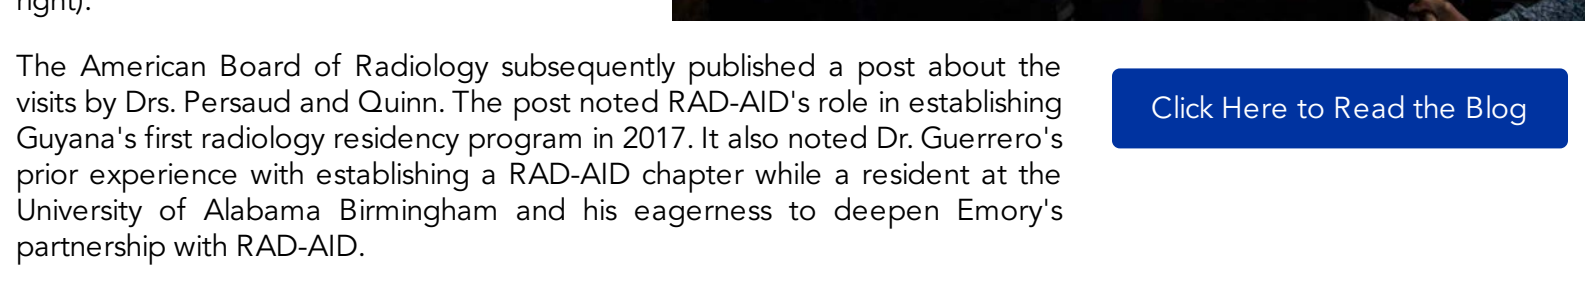 right).
The American Board of Radiology subsequently published a post about the
visits by Drs. Persaud and Quinn. The post noted RAD-AID's role in establishing
Guyana's first radiology residency program in 2017. It also noted Dr. Guerrero's
prior experience with establishing a RAD-AID chapter while a resident at the
University of Alabama Birmingham and his eagerness to deepen Emory's
partnership with RAD-AID.
Click Here to Read the Blog